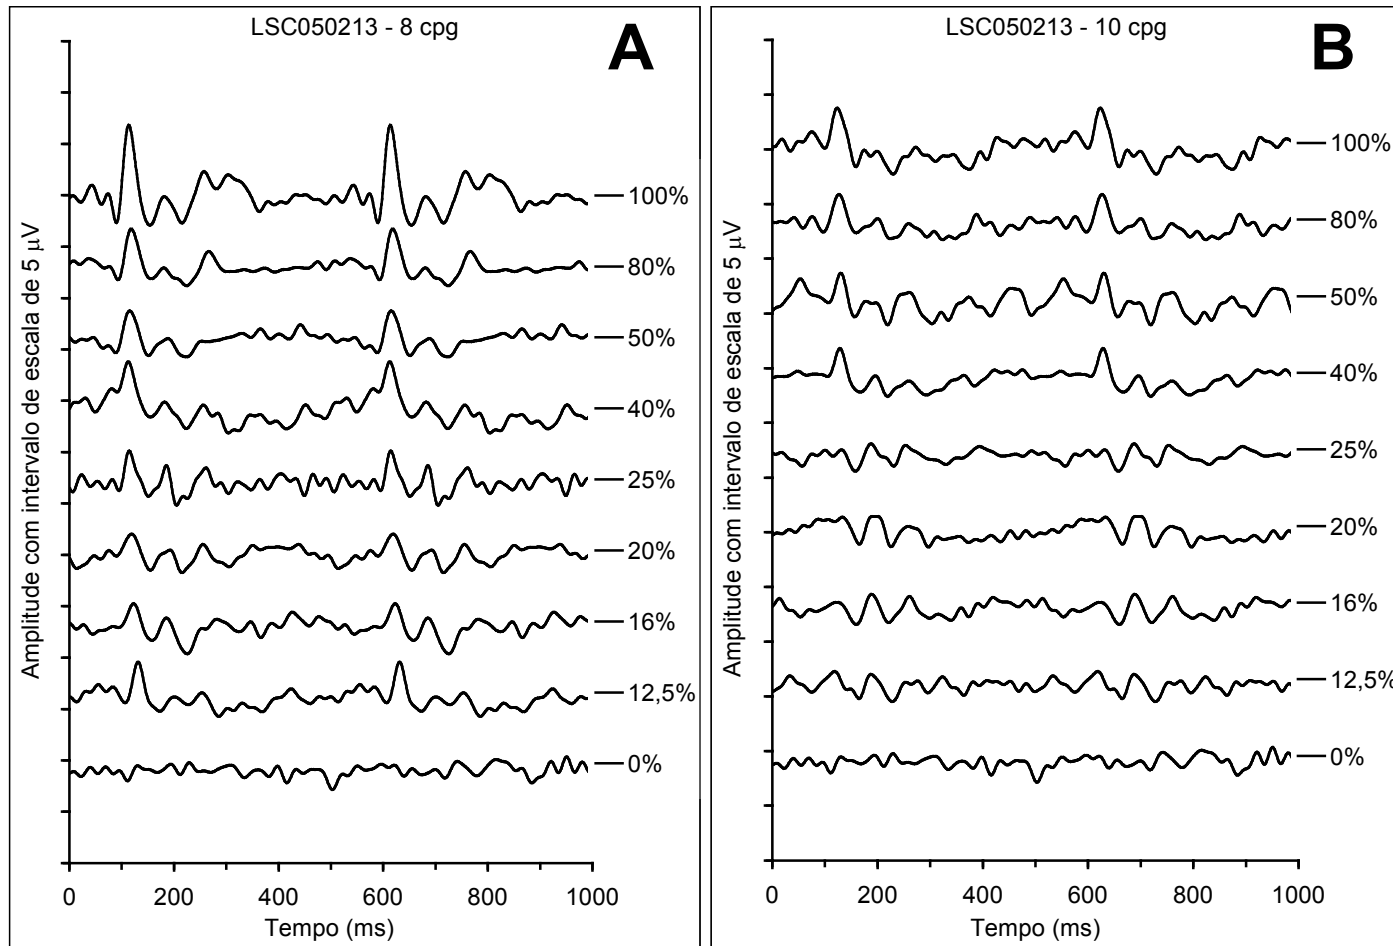 LSC050213 - 8 cpg
A
Amplitude com intervalo de escala de 5 µV
100%
80%
50%
40%
25%
20%
16%
12,5%
0%
0 200 400 600 800 1000
Tempo (ms)
LSC050213 - 10 cpg
B
Amplitude com intervalo de escala de 5 µV
100%
80%
50%
40%
25%
20%
16%
12,5%
0%
0 200 400 600 800 1000
Tempo (ms)